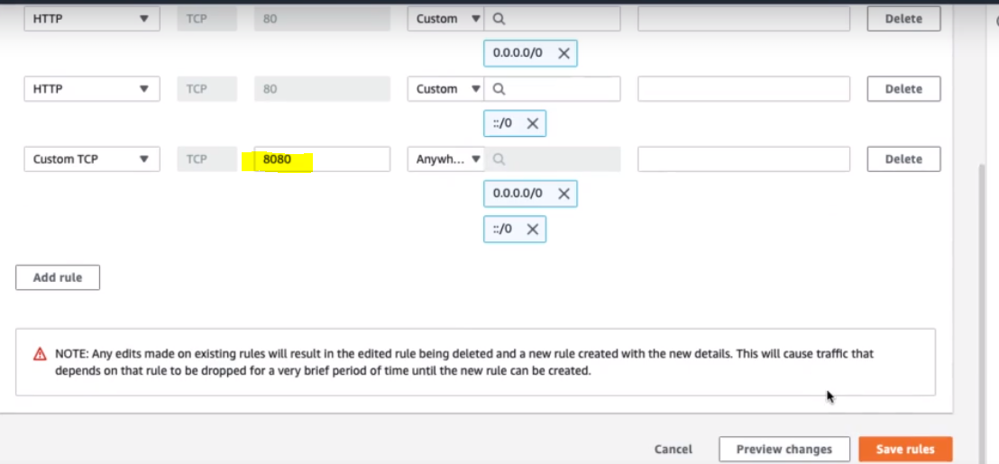 HTTP TCP 80 Custom Delete
0.0.0.0/0
HTTP TCP 80 Custom Delete
::/0
Custom TCP TCP 8080 Anywh... Delete
0.0.0.0/0
::/0
Add rule
NOTE: Any edits made on existing rules will result in the edited rule being deleted and a new rule created with the new details. This will cause traffic that
depends on that rule to be dropped for a very brief period of time until the new rule can be created.
Cancel Preview changes Save rules